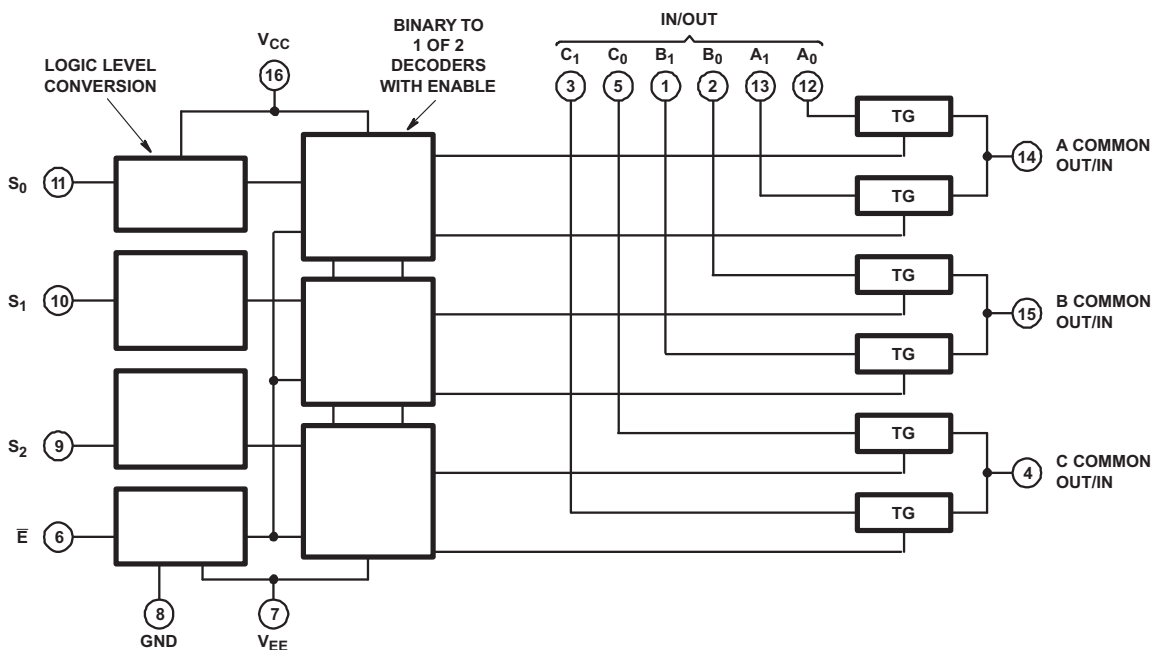 IN/OUT
V_CC
BINARY TO
1 OF 2
DECODERS
WITH ENABLE
LOGIC LEVEL
CONVERSION
C₁ C₀ B₁ B₀ A₁ A₀
16
3 5 1 2 13 12
TG
A COMMON
OUT/IN
14
S₀ 11
TG
TG
S₁ 10
B COMMON
OUT/IN
15
TG
TG
S₂ 9
C COMMON
OUT/IN
4
TG
E̅ 6
8
GND
7
V_EE